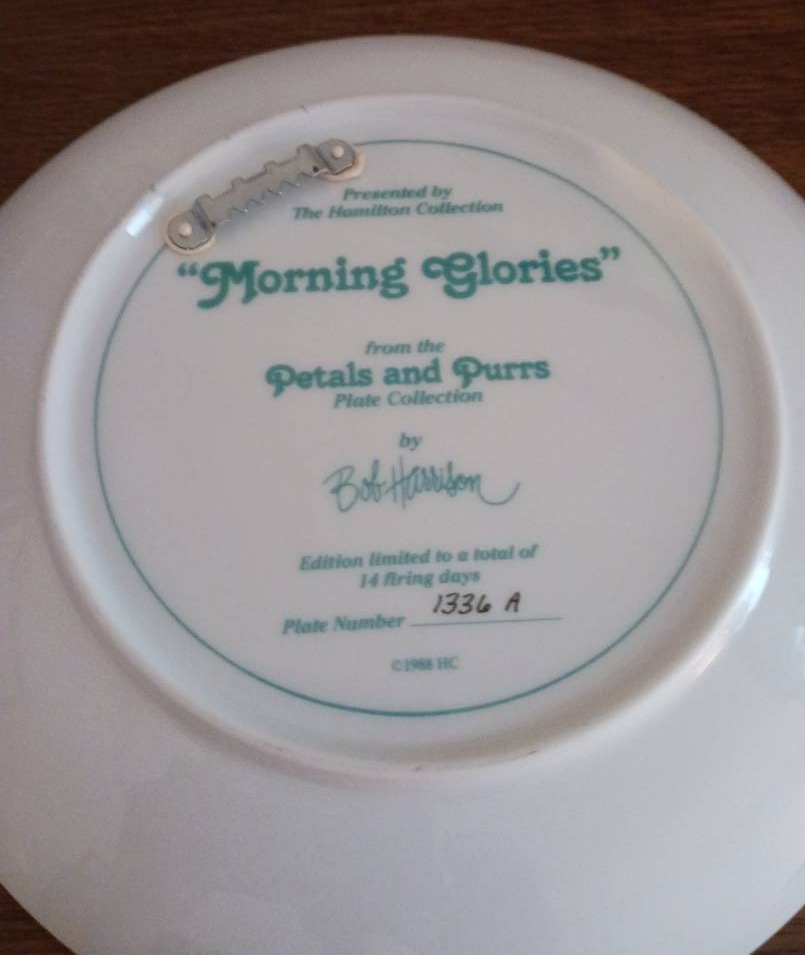 Presented by
The Hamilton Collection
“Morning Glories”
from the
Petals and Purrs
Plate Collection
by
Bob Harrison
Edition limited to a total of
14 firing days
Plate Number 1336 A
©1988 HC